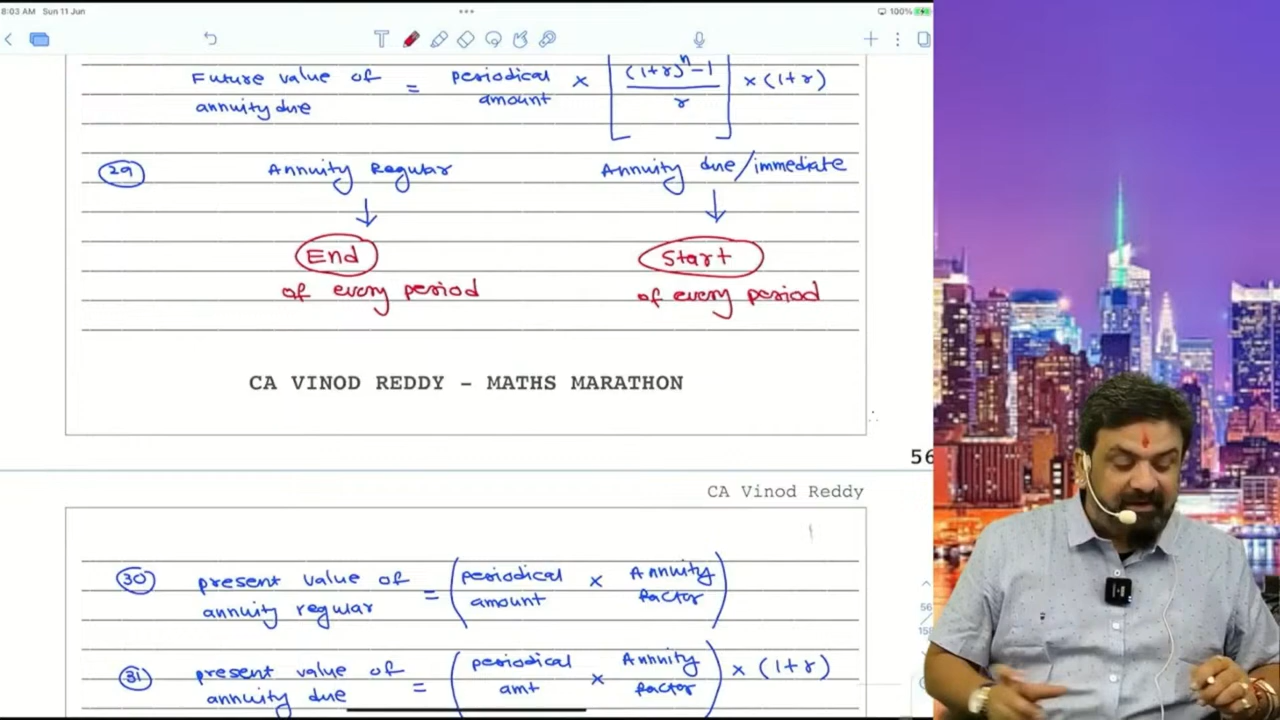 8:03 AM Sun 11 Jun
100%
Future value of annuity due = periodical amount × [(1+r)^n-1 / r] × (1+r)
29 Annuity Regular Annuity due/immediate
↓ ↓
End Start
of every period of every period
CA VINOD REDDY - MATHS MARATHON
56
CA Vinod Reddy
30 present value of annuity regular = (periodical amount × Annuity factor)
56
31 present value of annuity due = (periodical amt × Annuity factor) × (1+r)